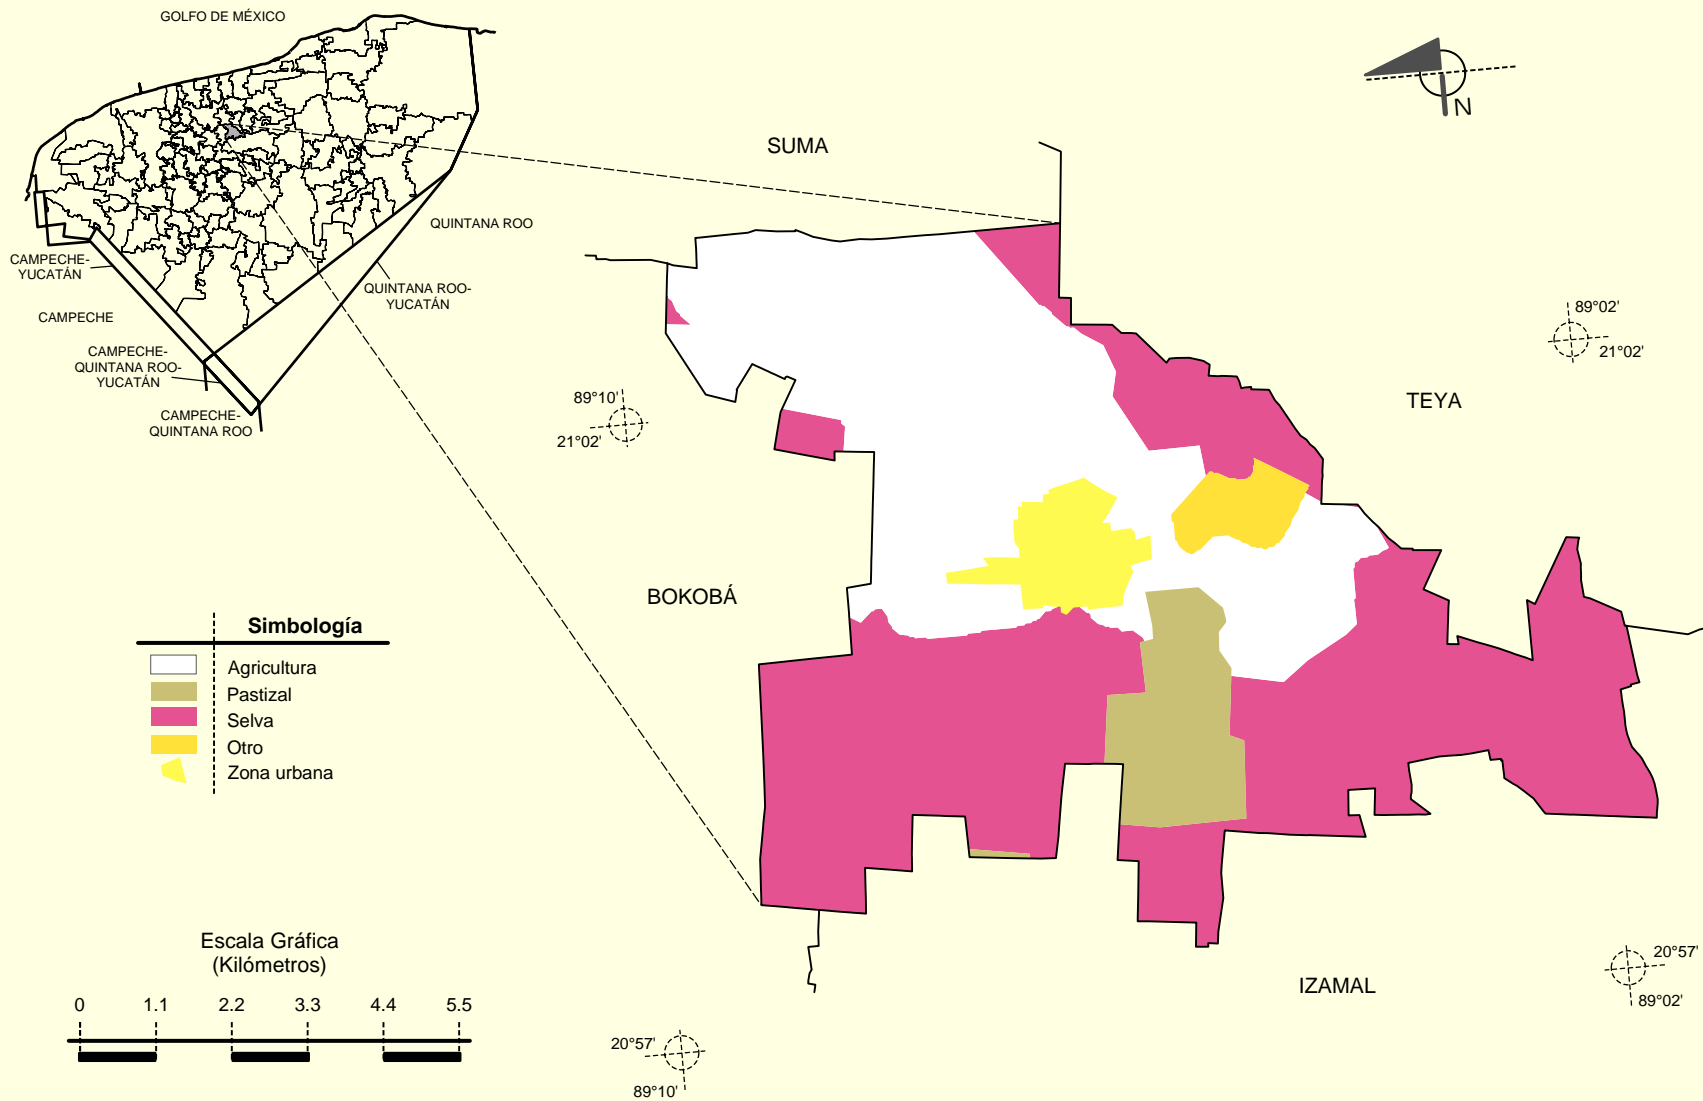 GOLFO DE MÉXICO
QUINTANA ROO
CAMPECHE-
YUCATÁN
QUINTANA ROO-
YUCATÁN
CAMPECHE
CAMPECHE-
QUINTANA ROO-
YUCATÁN
CAMPECHE-
QUINTANA ROO
N
SUMA
89°02'
21°02'
TEYA
89°10'
21°02'
BOKOBÁ
Simbología
Agricultura
Pastizal
Selva
Otro
Zona urbana
Escala Gráfica
(Kilómetros)
0 1.1 2.2 3.3 4.4 5.5
20°57'
89°02'
IZAMAL
20°57'
89°10'